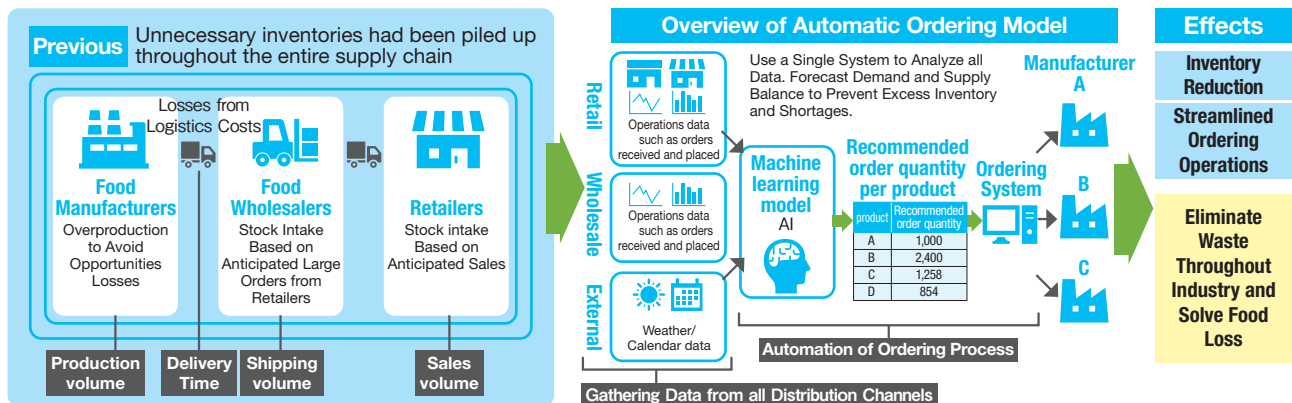 Previous
Unnecessary inventories had been piled up
throughout the entire supply chain
Losses from
Logistics Costs
Food
Manufacturers
Overproduction
to Avoid
Opportunities
Losses
Food
Wholesalers
Stock Intake
Based on
Anticipated Large
Orders from
Retailers
Retailers
Stock intake
Based on
Anticipated Sales
Production
volume
Delivery
Time
Shipping
volume
Sales
volume
Overview of Automatic Ordering Model
Retail
Operations data
such as orders
received and placed
Wholesale
Operations data
such as orders
received and placed
External
Weather/
Calendar data
Use a Single System to Analyze all
Data. Forecast Demand and Supply
Balance to Prevent Excess Inventory
and Shortages.
Machine
learning
model
AI
Recommended
order quantity
per product
product Recommended
order quantity
A 1,000
B 2,400
C 1,258
D 854
Ordering
System
Manufacturer
A
B
C
Automation of Ordering Process
Gathering Data from all Distribution Channels
Effects
Inventory
Reduction
Streamlined
Ordering
Operations
Eliminate
Waste
Throughout
Industry and
Solve Food
Loss